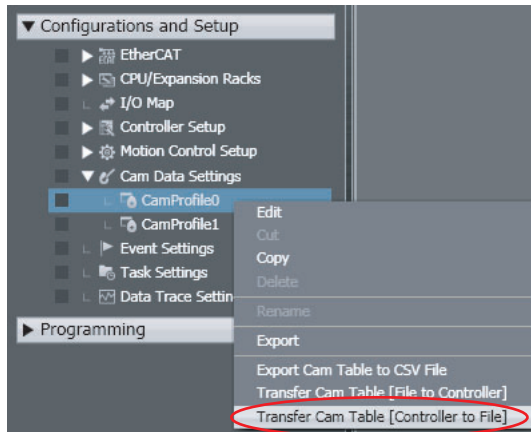 Configurations and Setup
EtherCAT
CPU/Expansion Racks
I/O Map
Controller Setup
Motion Control Setup
Cam Data Settings
CamProfile0
CamProfile1
Event Settings
Task Settings
Data Trace Settin
Programming
Edit
Cut
Copy
Delete
Rename
Export
Export Cam Table to CSV File
Transfer Cam Table [File to Controller]
Transfer Cam Table [Controller to File]